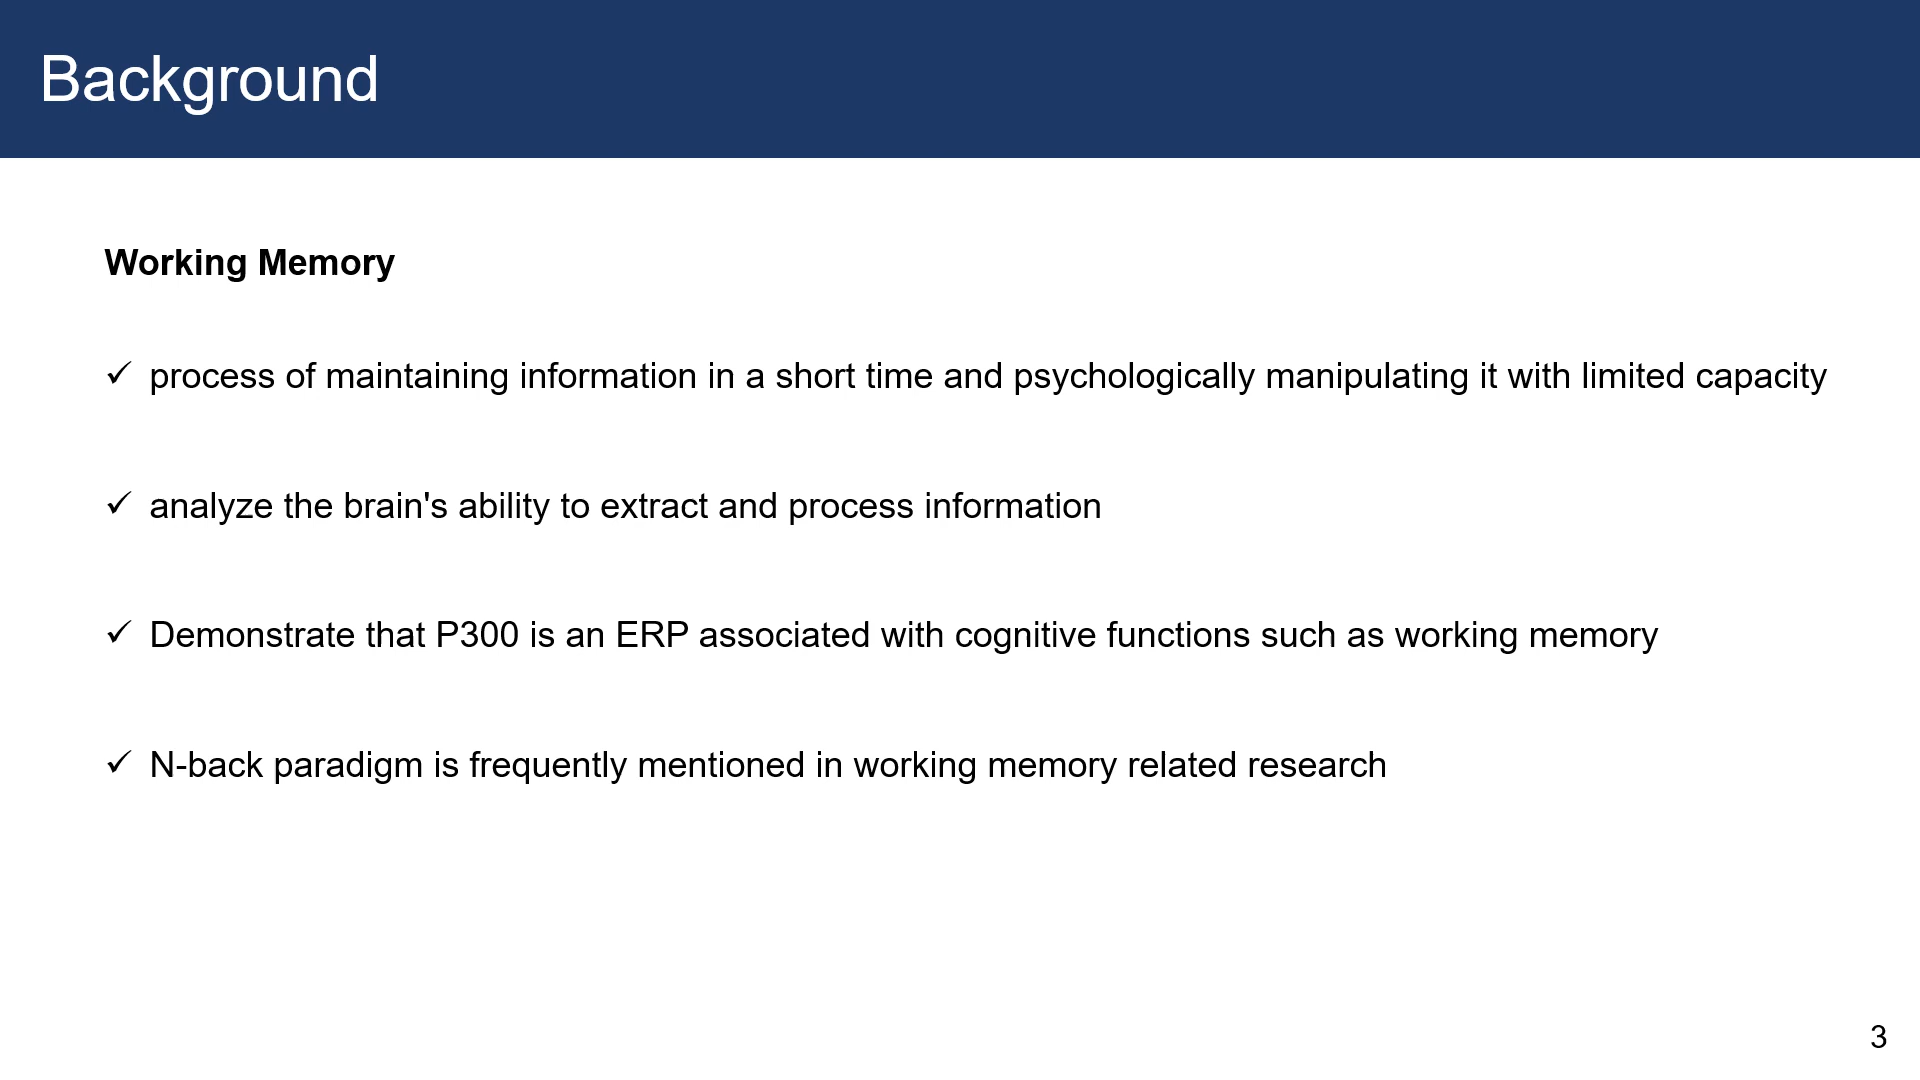 Background
Working Memory
✓ process of maintaining information in a short time and psychologically manipulating it with limited capacity
✓ analyze the brain's ability to extract and process information
✓ Demonstrate that P300 is an ERP associated with cognitive functions such as working memory
✓ N-back paradigm is frequently mentioned in working memory related research
3